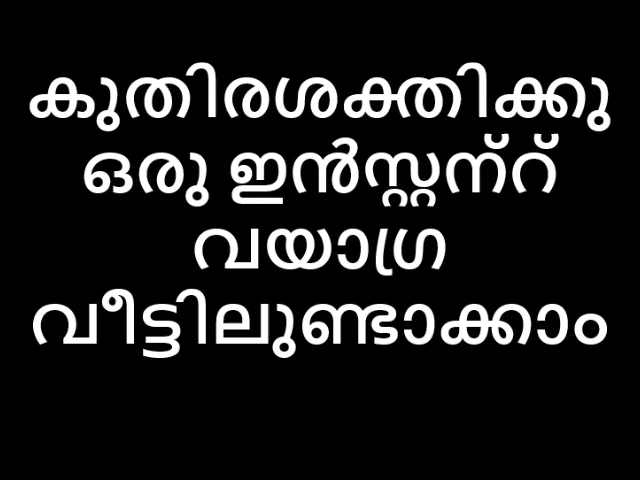 കുതിരശക്തിക്കു
ഒരു ഇൻസ്റ്റന്റ്
വയാഗ്ര
വീട്ടിലുണ്ടാക്കാം